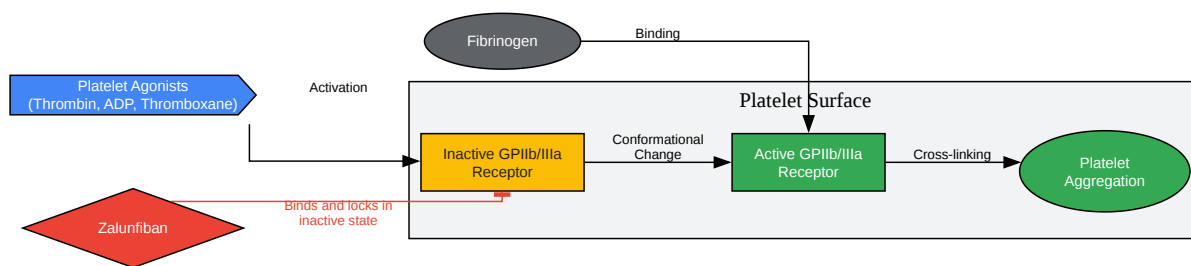 Fibrinogen
Binding
Platelet Agonists
(Thrombin, ADP, Thromboxane)
Activation
Platelet Surface
Inactive GPIIb/IIIa
Receptor
Conformational
Change
Active GPIIb/IIIa
Receptor
Cross-linking
Platelet
Aggregation
Zalunfiban
Binds and locks in
inactive state